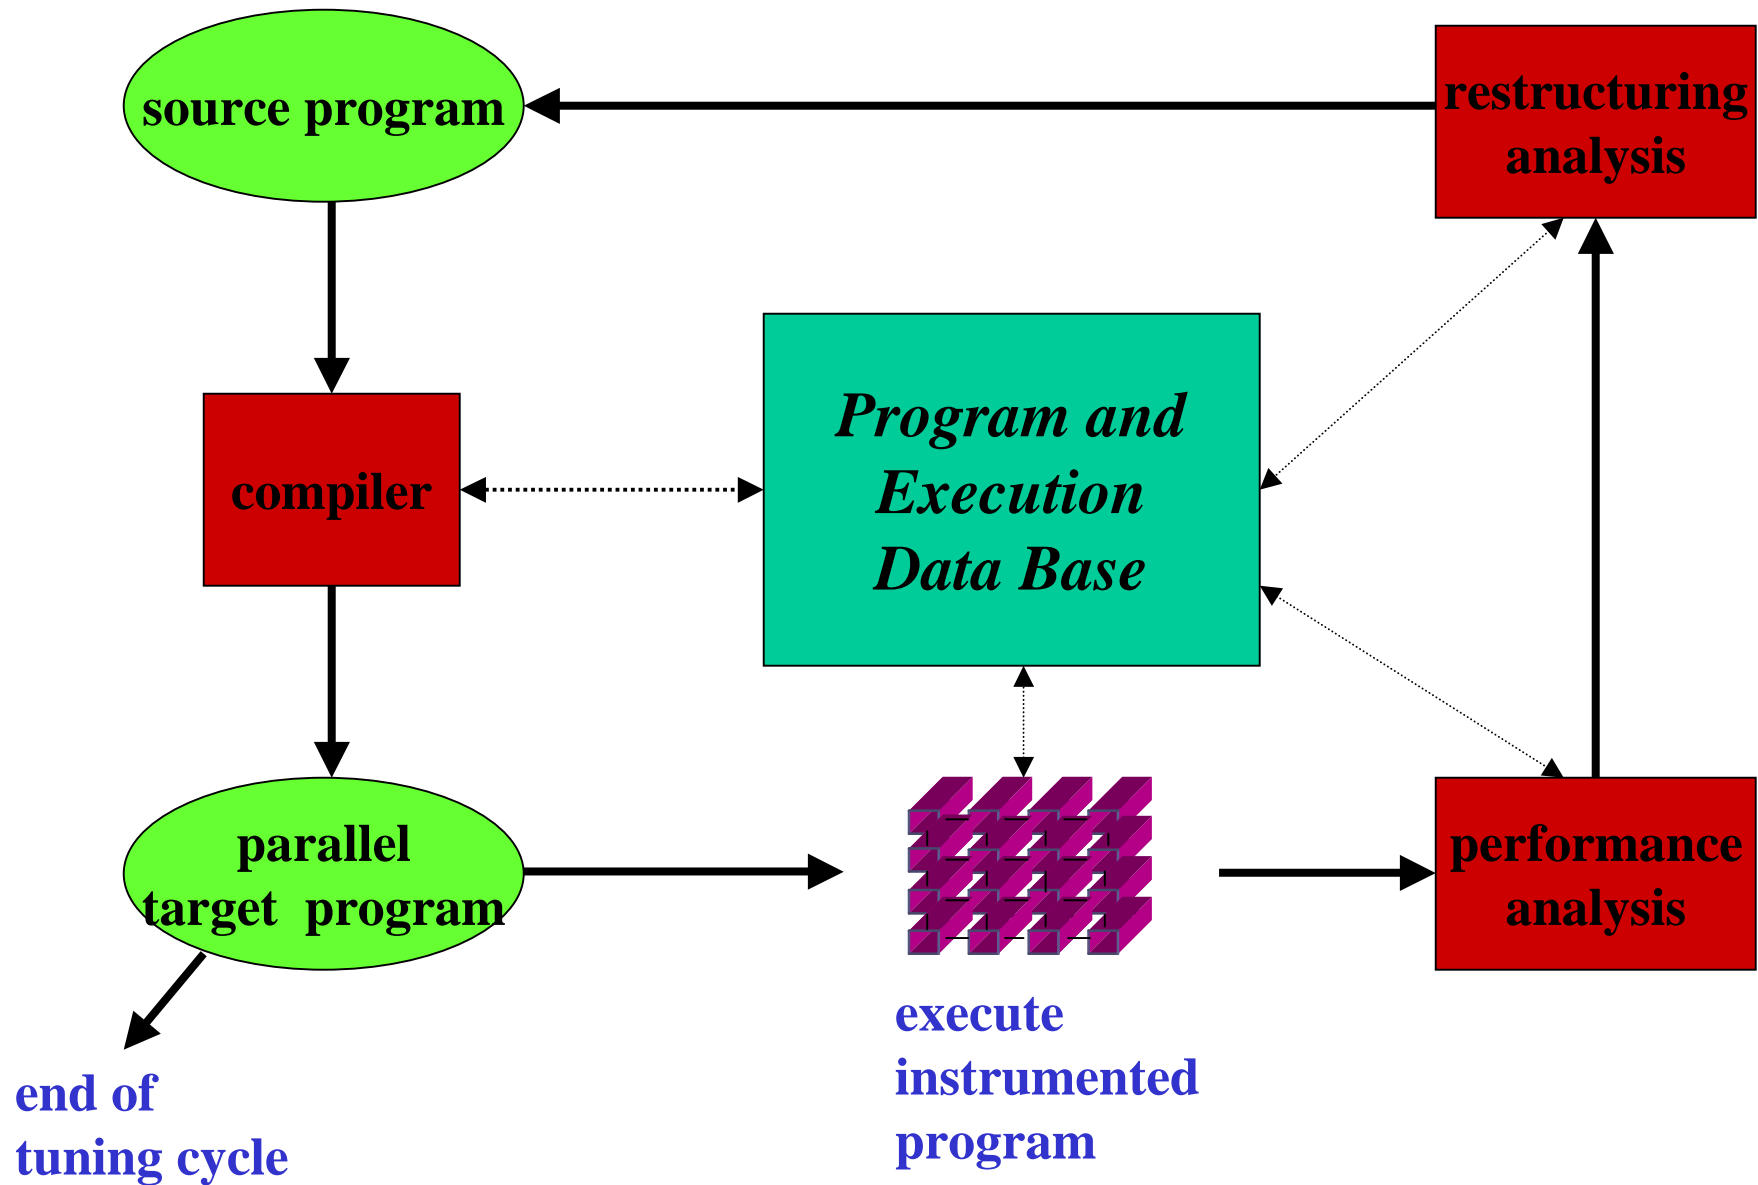 source program
restructuring
analysis
Program and
Execution
Data Base
compiler
parallel
target program
performance
analysis
execute
instrumented
program
end of
tuning cycle